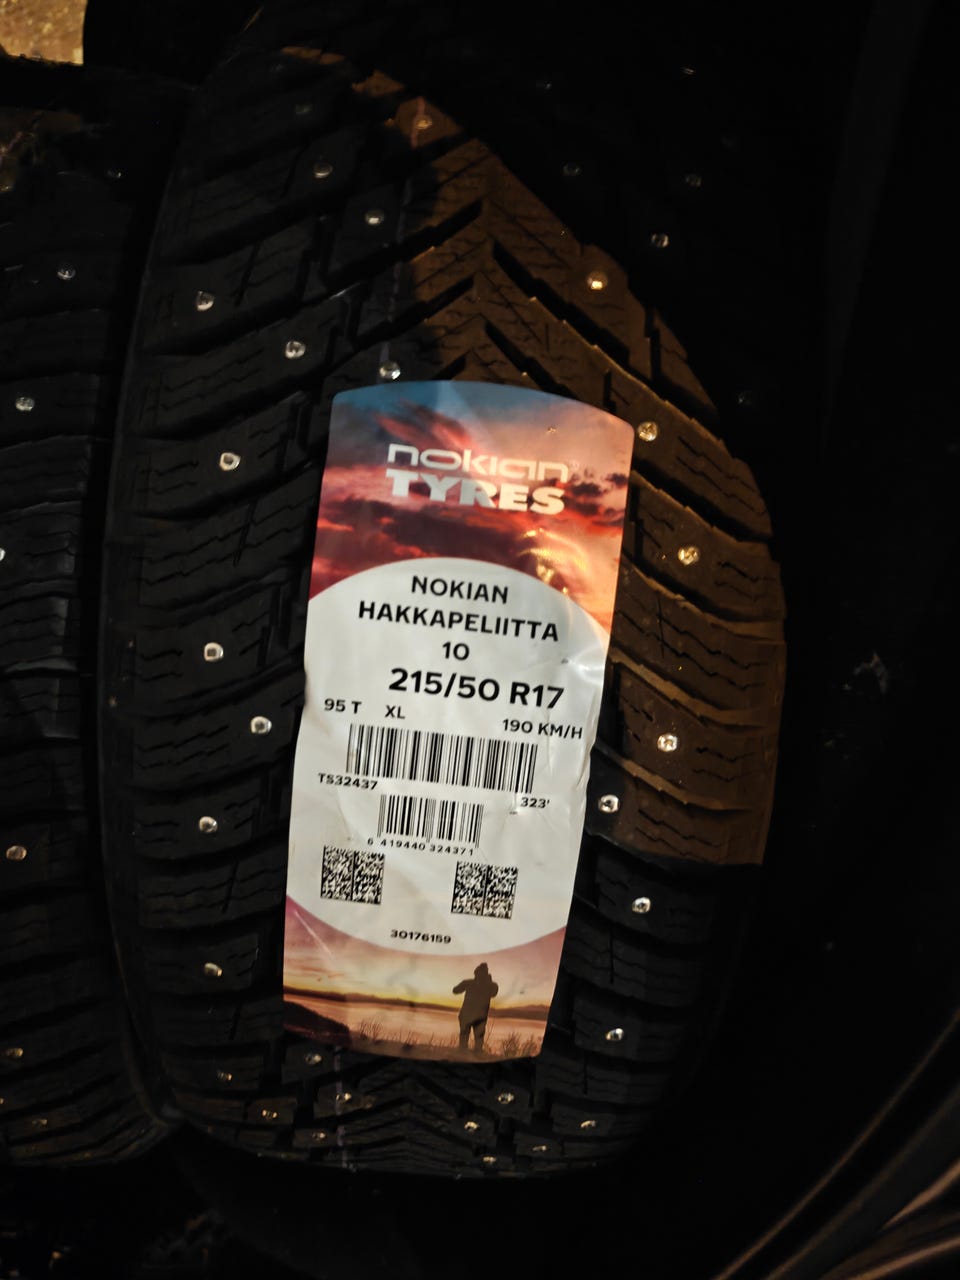 nokian
TYRES
NOKIAN
HAKKAPELIITTA
10
215/50 R17
95 T XL 190 KM/H
TS32437 323'
6 419440 324371
30176159